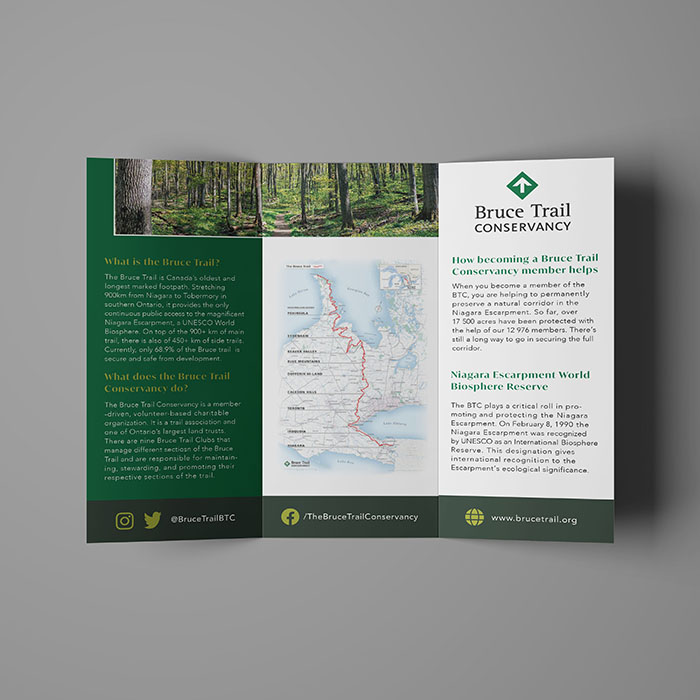 What is the Bruce Trail?
The Bruce Trail is Canada's oldest and
longest marked footpath. Stretching
900km from Niagara to Tobermory in
southern Ontario, it provides the only
continuous public access to the magnificent
Niagara Escarpment, a UNESCO World
Biosphere. On top of the 900+ km of main
trail, there is also of 450+ km of side trails.
Currently, only 68.9% of the Bruce trail is
secure and safe from development.
What does the Bruce Trail
Conservancy do?
The Bruce Trail Conservancy is a member
-driven, volunteer-based charitable
organization. It is a trail association and
one of Ontario's largest land trusts.
There are nine Bruce Trail Clubs that
manage different sections of the Bruce
Trail and are responsible for maintain-
ing, stewarding, and promoting their
respective sections of the trail.
@BruceTrailBTC
The Bruce Trail
PENINSULA
SYDENHAM
BEAVER VALLEY
BLUE MOUNTAINS
DUFFERIN HI-LAND
CALEDON HILLS
TORONTO
IROQUOIA
NIAGARA
Bruce Trail
CONSERVANCY
/TheBruceTrailConservancy
Bruce Trail
CONSERVANCY
How becoming a Bruce Trail
Conservancy member helps
When you become a member of the
BTC, you are helping to permanently
preserve a natural corridor in the
Niagara Escarpment. So far, over
17 500 acres have been protected with
the help of our 12 976 members. There's
still a long way to go in securing the full
corridor.
Niagara Escarpment World
Biosphere Reserve
The BTC plays a critical roll in pro-
moting and protecting the Niagara
Escarpment. On February 8, 1990 the
Niagara Escarpment was recognized
by UNESCO as an International Biosphere
Reserve. This designation gives
international recognition to the
Escarpment's ecological significance.
www.brucetrail.org